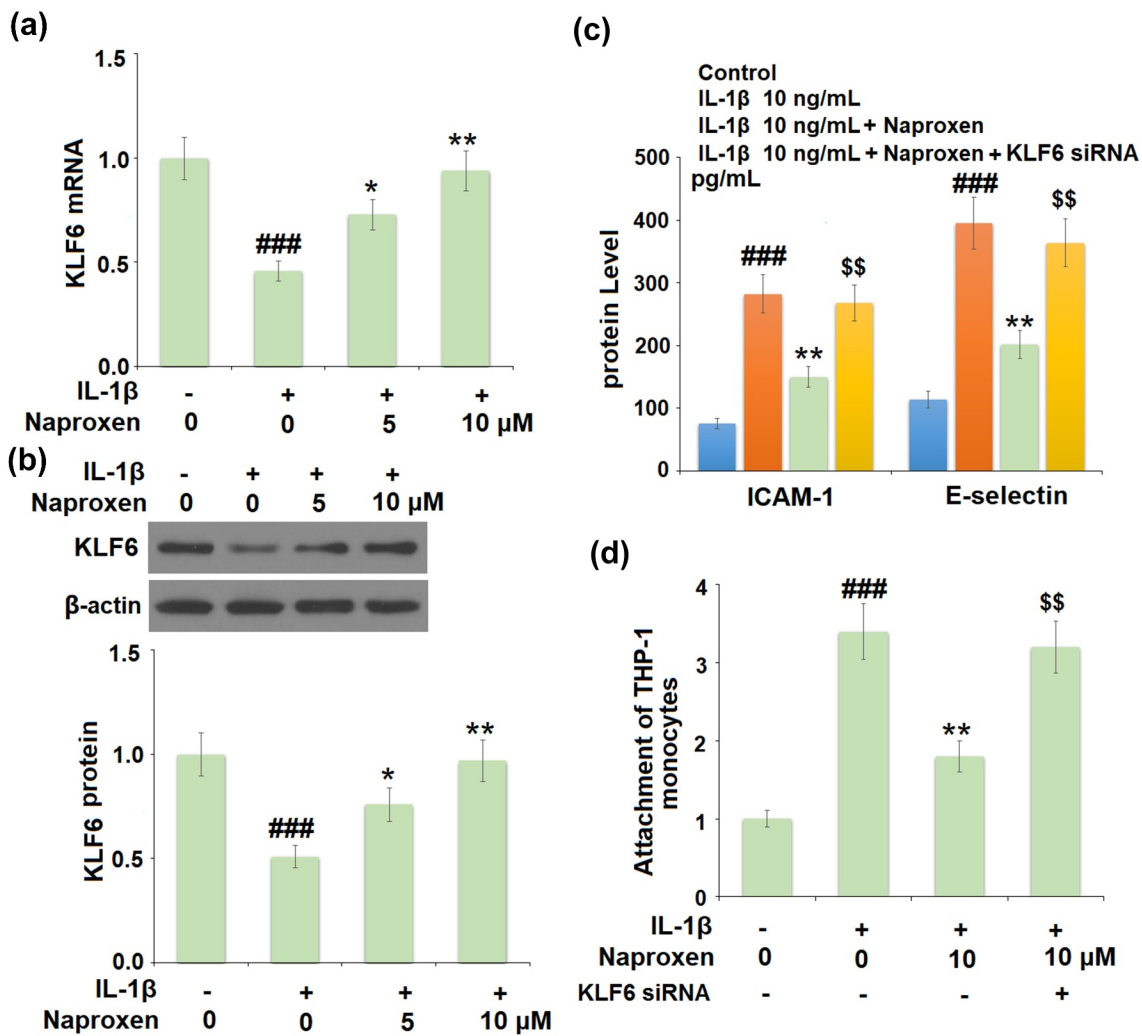 (a)
1.5
1.0
0.5
0.0
KLF6 mRNA
###
*
**
IL-1β - + + +
Naproxen 0 0 5 10 µM
(b)
IL-1β - + + +
Naproxen 0 0 5 10 µM
KLF6
β-actin
1.5
1.0
0.5
0.0
KLF6 protein
###
*
**
IL-1β - + + +
Naproxen 0 0 5 10 µM
(c)
Control
IL-1β 10 ng/mL
IL-1β 10 ng/mL + Naproxen
IL-1β 10 ng/mL + Naproxen + KLF6 siRNA
pg/mL
500
400
300
200
100
0
protein Level
### ** $$
### ** $$
ICAM-1 E-selectin
(d)
4
3
2
1
0
Attachment of THP-1
monocytes
###
**
$$
IL-1β - + + +
Naproxen 0 0 10 10 µM
KLF6 siRNA - - - +